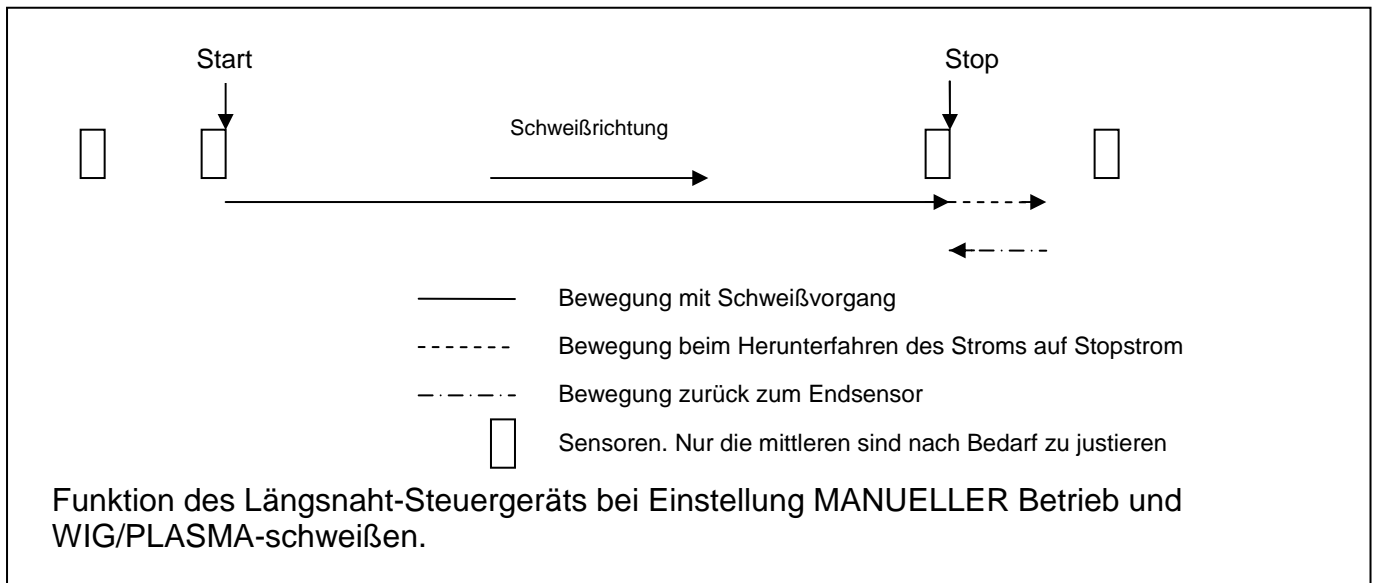 Start
Stop
Schweißrichtung
Bewegung mit Schweißvorgang
Bewegung beim Herunterfahren des Stroms auf Stopstrom
Bewegung zurück zum Endsensor
Sensoren. Nur die mittleren sind nach Bedarf zu justieren
Funktion des Längsnaht-Steuergeräts bei Einstellung MANUELLER Betrieb und
WIG/PLASMA-schweißen.